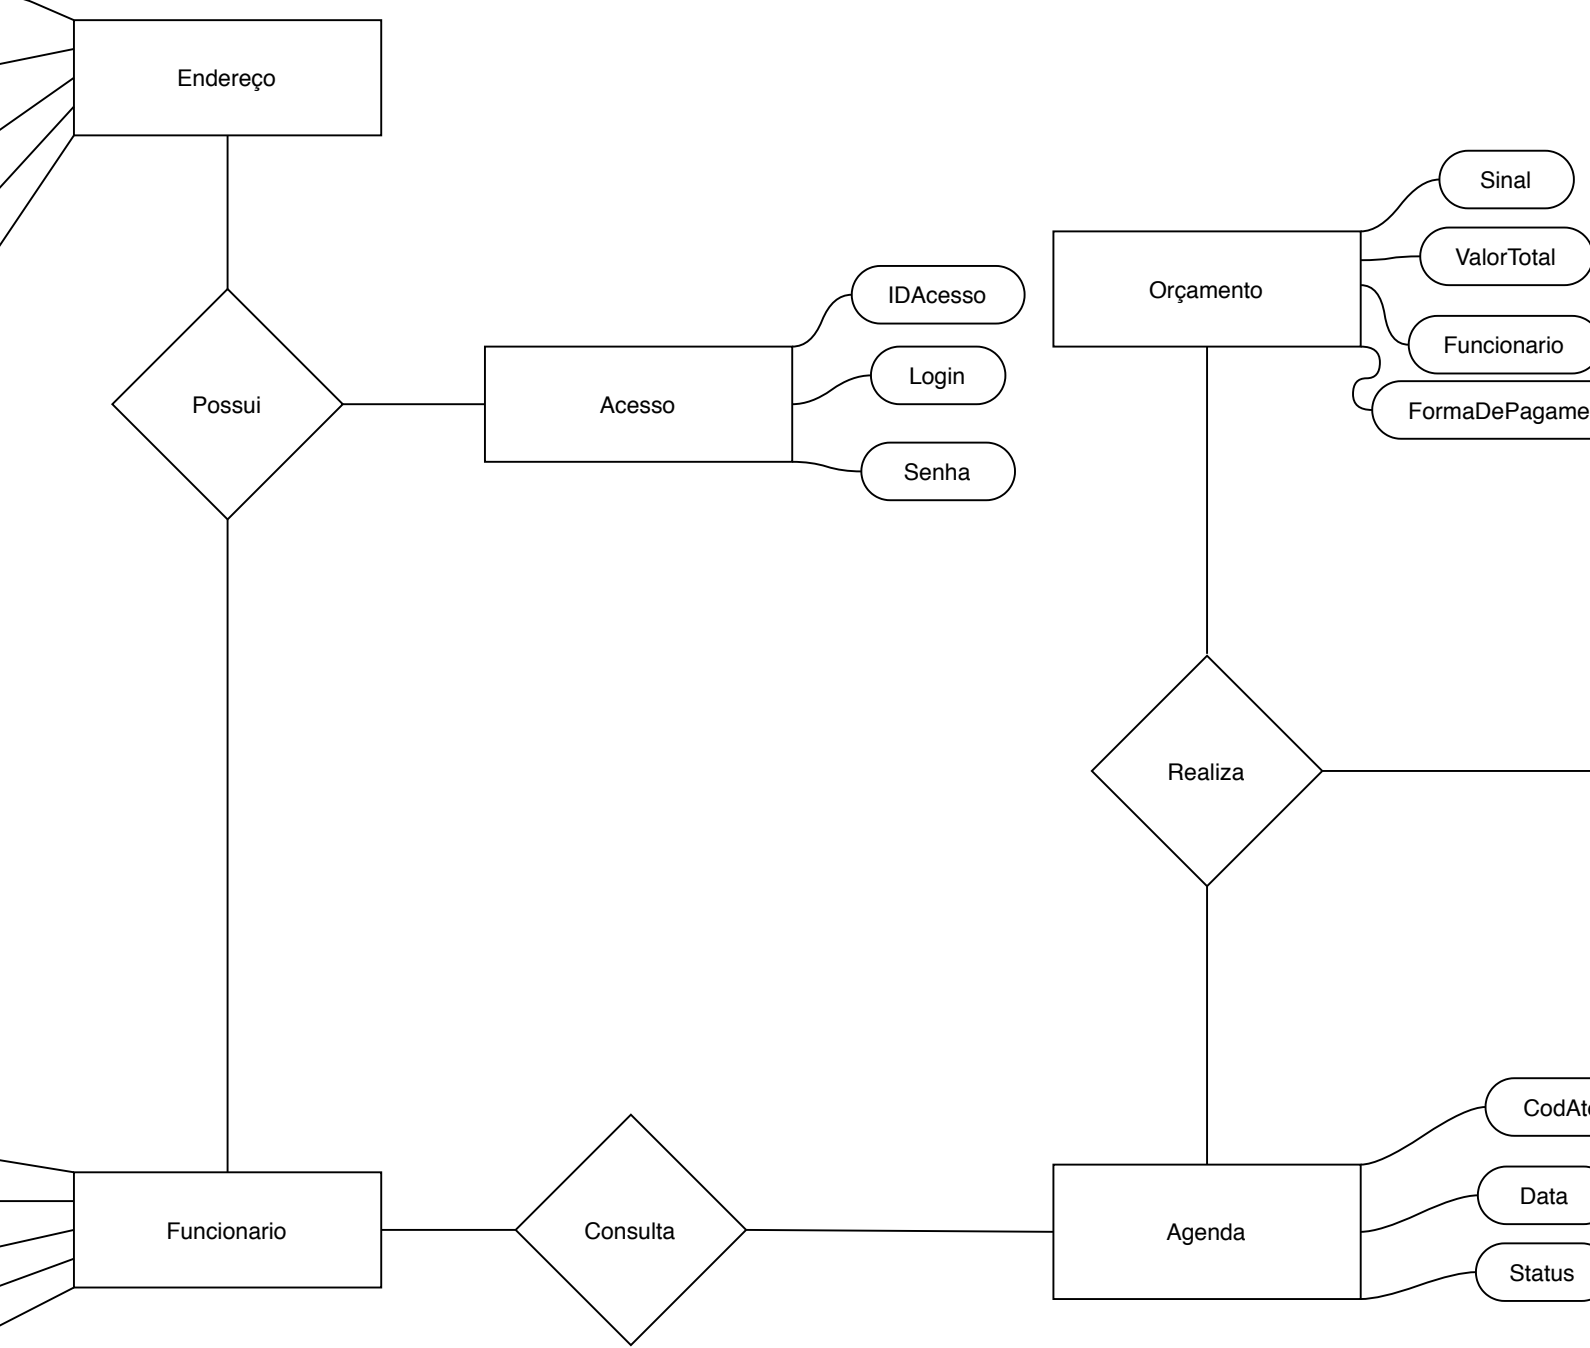 Endereço
Sinal
ValorTotal
IDAcesso
Orçamento
Funcionario
Login
Possui
Acesso
FormaDePagame
Senha
Realiza
CodAt
Data
Funcionario
Consulta
Agenda
Status